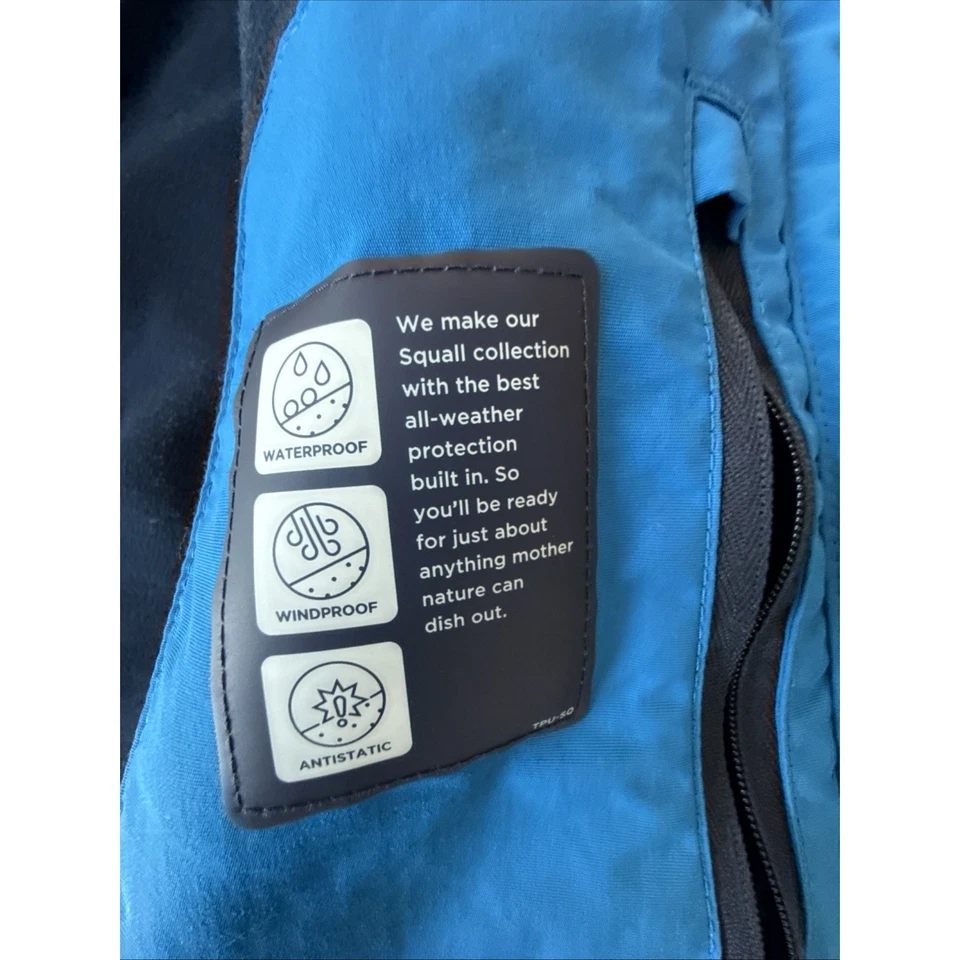 WATERPROOF
WINDPROOF
ANTISTATIC
We make our
Squall collection
with the best
all-weather
protection
built in. So
you'll be ready
for just about
anything mother
nature can
dish out.
TPU-50